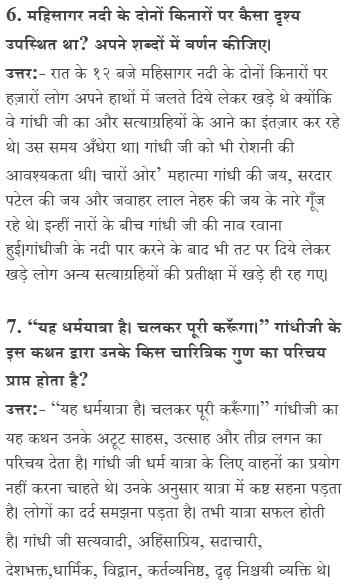 6. महिसागर नदी के दोनों किनारों पर कैसा दृश्य
उपस्थित था? अपने शब्दों में वर्णन कीजिए।
उत्तर:- रात के १२ बजे महिसागर नदी के दोनों किनारों पर
हज़ारों लोग अपने हाथों में जलते दिये लेकर खड़े थे क्योंकि
वे गांधी जी का और सत्याग्रहियों के आने का इंतज़ार कर रहे
थे। उस समय अँधेरा था। गांधी जी को भी रोशनी की
आवश्यकता थी। चारों ओर’ महात्मा गांधी की जय, सरदार
पटेल की जय और जवाहर लाल नेहरु की जय के नारे गूँज
रहे थे। इन्हीं नारों के बीच गांधी जी की नाव रवाना
हुई।गांधीजी के नदी पार करने के बाद भी तट पर दिये लेकर
खड़े लोग अन्य सत्याग्रहियों की प्रतीक्षा में खड़े ही रह गए।
7. “यह धर्मयात्रा है। चलकर पूरी करूँगा।” गांधीजी के
इस कथन द्वारा उनके किस चारित्रिक गुण का परिचय
प्राप्त होता है?
उत्तर:- “यह धर्मयात्रा है। चलकर पूरी करूँगा।” गांधीजी का
यह कथन उनके अटूट साहस, उत्साह और तीव्र लगन का
परिचय देता है। गांधी जी धर्म यात्रा के लिए वाहनों का प्रयोग
नहीं करना चाहते थे। उनके अनुसार यात्रा में कष्ट सहना पड़ता
है। लोगों का दर्द समझना पड़ता है। तभी यात्रा सफल होती
है। गांधी जी सत्यवादी, अहिंसाप्रिय, सदाचारी,
देशभक्त,धार्मिक, विद्वान, कर्तव्यनिष्ठ, दृढ़ निश्चयी व्यक्ति थे।